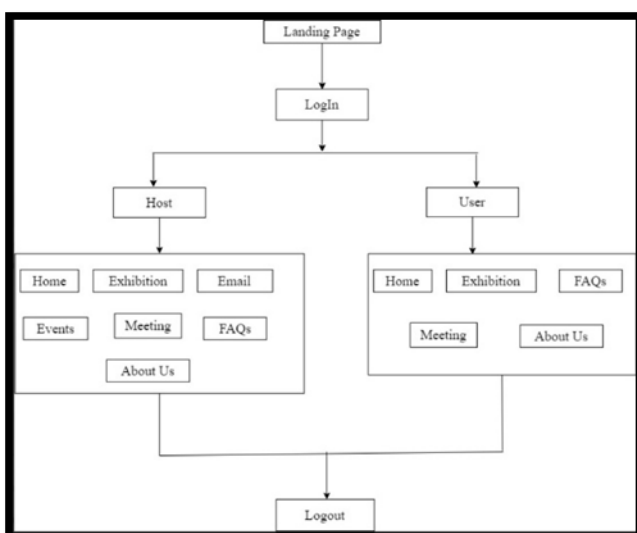 Landing Page
LogIn
Host
User
Home
Exhibition
Email
Events
Meeting
FAQs
About Us
Home
Exhibition
FAQs
Meeting
About Us
Logout